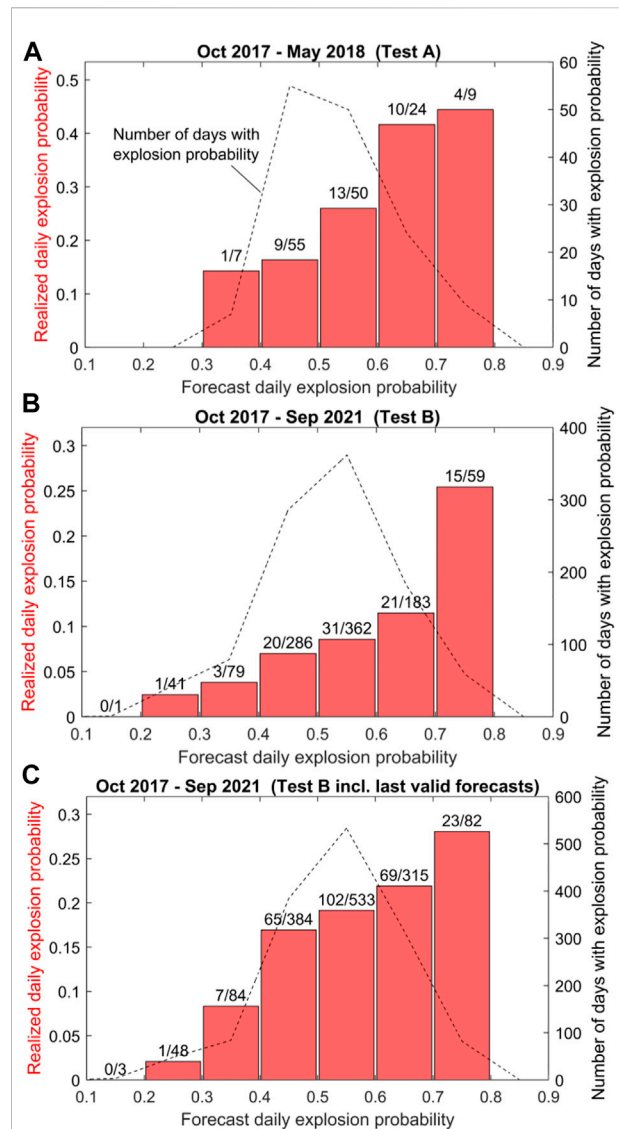 A
Oct 2017 - May 2018 (Test A)
Realized daily explosion probability
0.5
0.4
0.3
0.2
0.1
0
Number of days with
explosion probability
1/7
9/55
13/50
10/24
4/9
60
50
40
30
20
10
0
Number of days with explosion probability
0.1 0.2 0.3 0.4 0.5 0.6 0.7 0.8 0.9
Forecast daily explosion probability
B
Oct 2017 - Sep 2021 (Test B)
Realized daily explosion probability
0.3
0.25
0.2
0.15
0.1
0.05
0
0/1
1/41
3/79
20/286
31/362
21/183
15/59
400
300
200
100
0
Number of days with explosion probability
0.1 0.2 0.3 0.4 0.5 0.6 0.7 0.8 0.9
Forecast daily explosion probability
C
Oct 2017 - Sep 2021 (Test B incl. last valid forecasts)
Realized daily explosion probability
0.3
0.25
0.2
0.15
0.1
0.05
0
0/3
1/48
7/84
65/384
102/533
69/315
23/82
600
500
400
300
200
100
0
Number of days with explosion probability
0.1 0.2 0.3 0.4 0.5 0.6 0.7 0.8 0.9
Forecast daily explosion probability